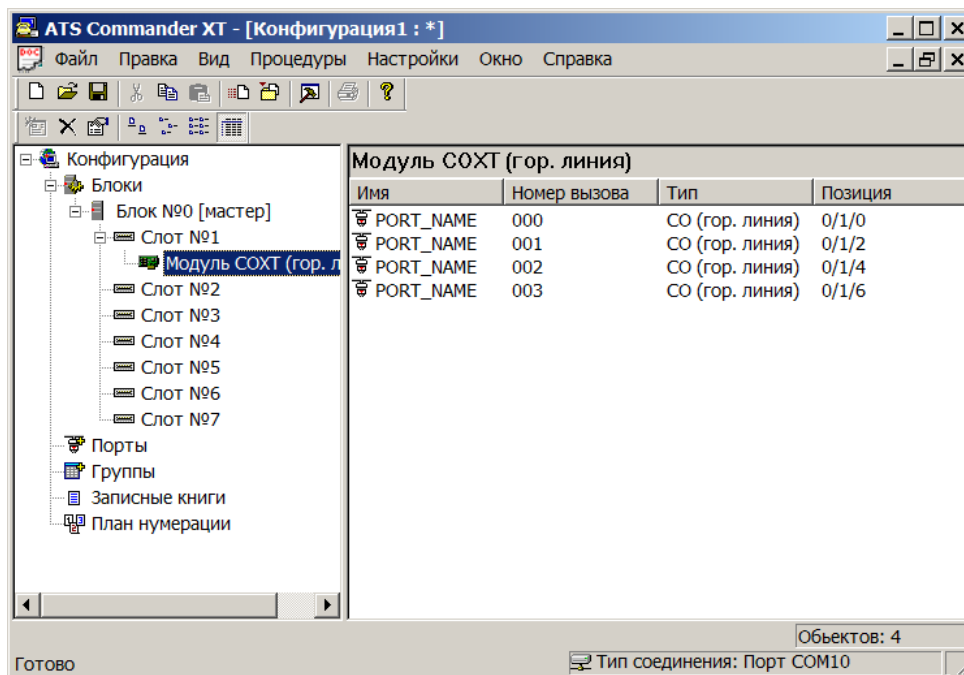 ATS Commander XT - [Конфигурация1 : *]
Файл Правка Вид Процедуры Настройки Окно Справка
Конфигурация
Блоки
Блок №0 [мастер]
Слот №1
Модуль COXT (гор. л
Слот №2
Слот №3
Слот №4
Слот №5
Слот №6
Слот №7
Порты
Группы
Записные книги
План нумерации
Модуль COXT (гор. линия)
Имя Номер вызова Тип Позиция
PORT_NAME 000 CO (гор. линия) 0/1/0
PORT_NAME 001 CO (гор. линия) 0/1/2
PORT_NAME 002 CO (гор. линия) 0/1/4
PORT_NAME 003 CO (гор. линия) 0/1/6
Обьектов: 4
Готово Тип соединения: Порт COM10